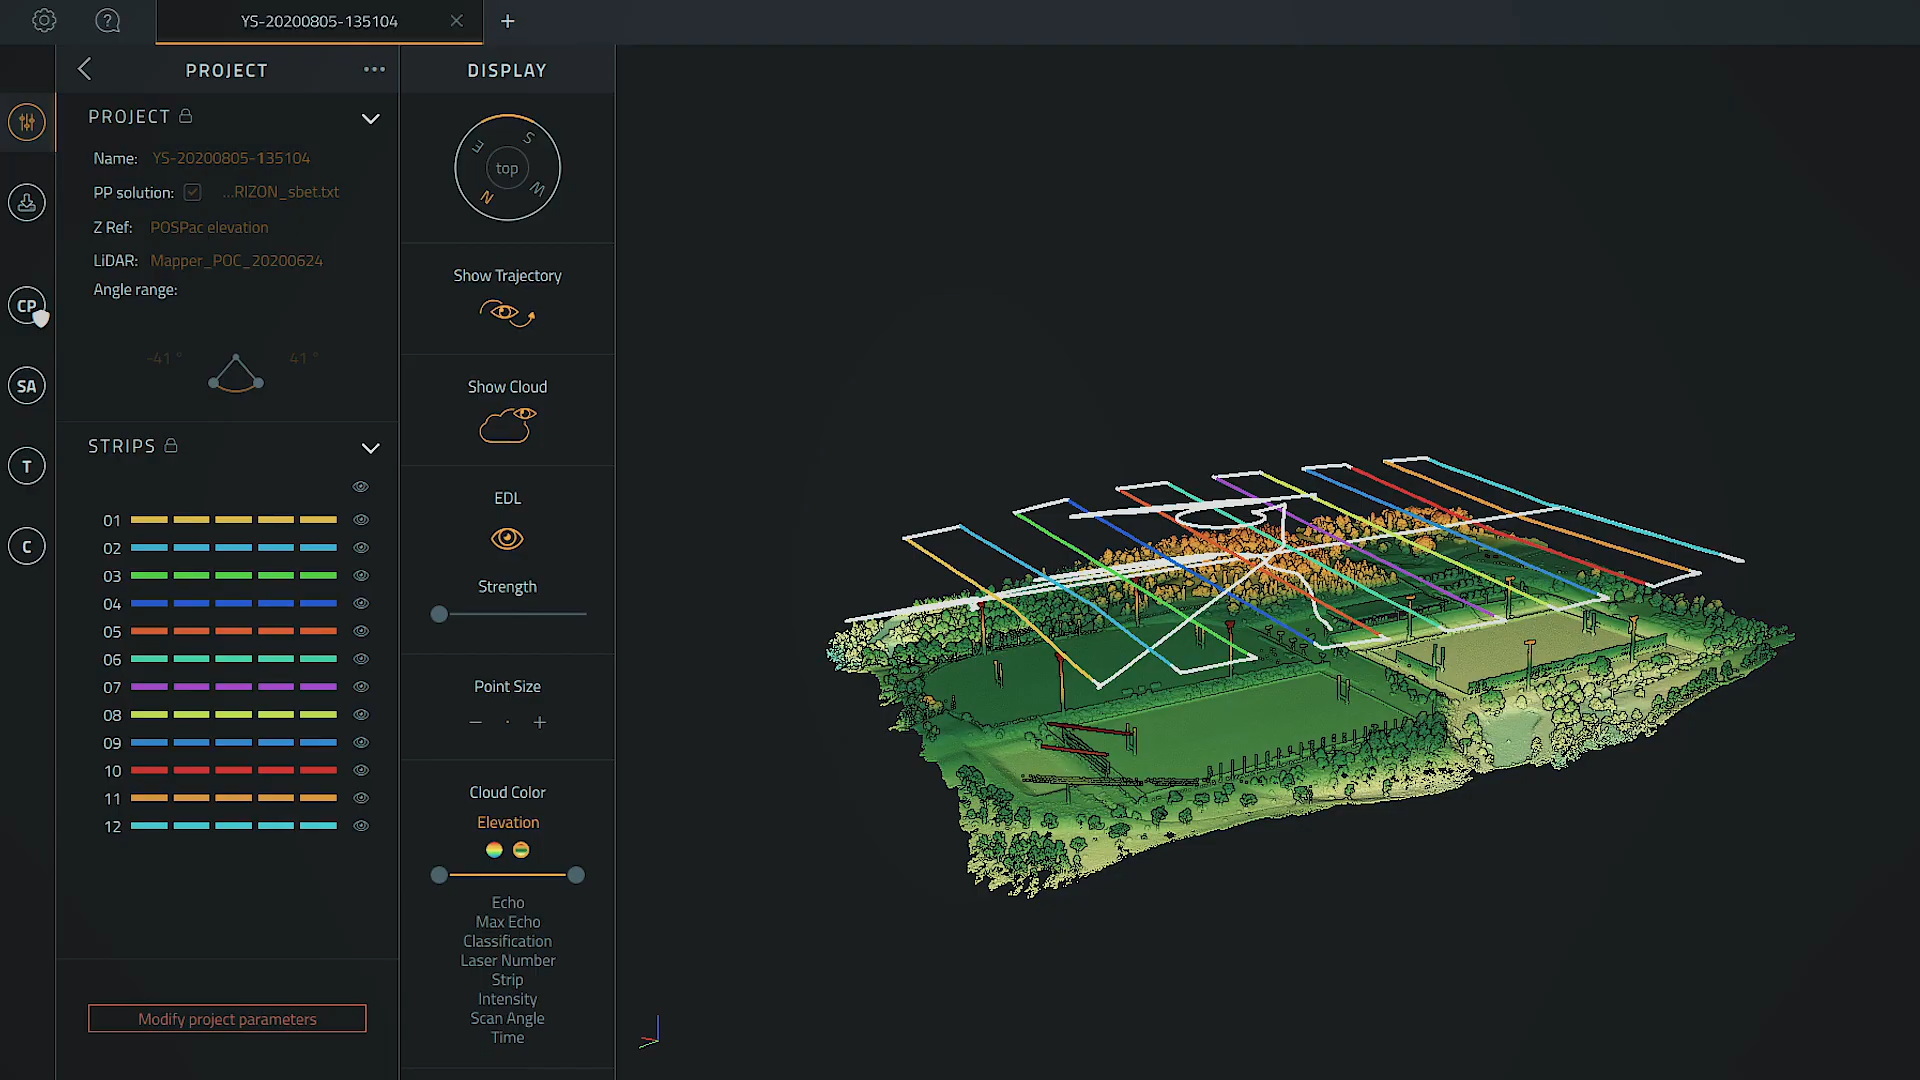 YS-20200805-135104
PROJECT
DISPLAY
PROJECT
Name: YS-20200805-135104
PP solution: ...RIZON_sbet.txt
Z Ref: POSPac elevation
LiDAR: Mapper_POC_20200624
Angle range:
-41 ° 41 °
STRIPS
01
02
03
04
05
06
07
08
09
10
11
12
Modify project parameters
CP
SA
T
C
E S
top
N W
Show Trajectory
Show Cloud
EDL
Strength
Point Size
Cloud Color
Elevation
Echo
Max Echo
Classification
Laser Number
Strip
Intensity
Scan Angle
Time